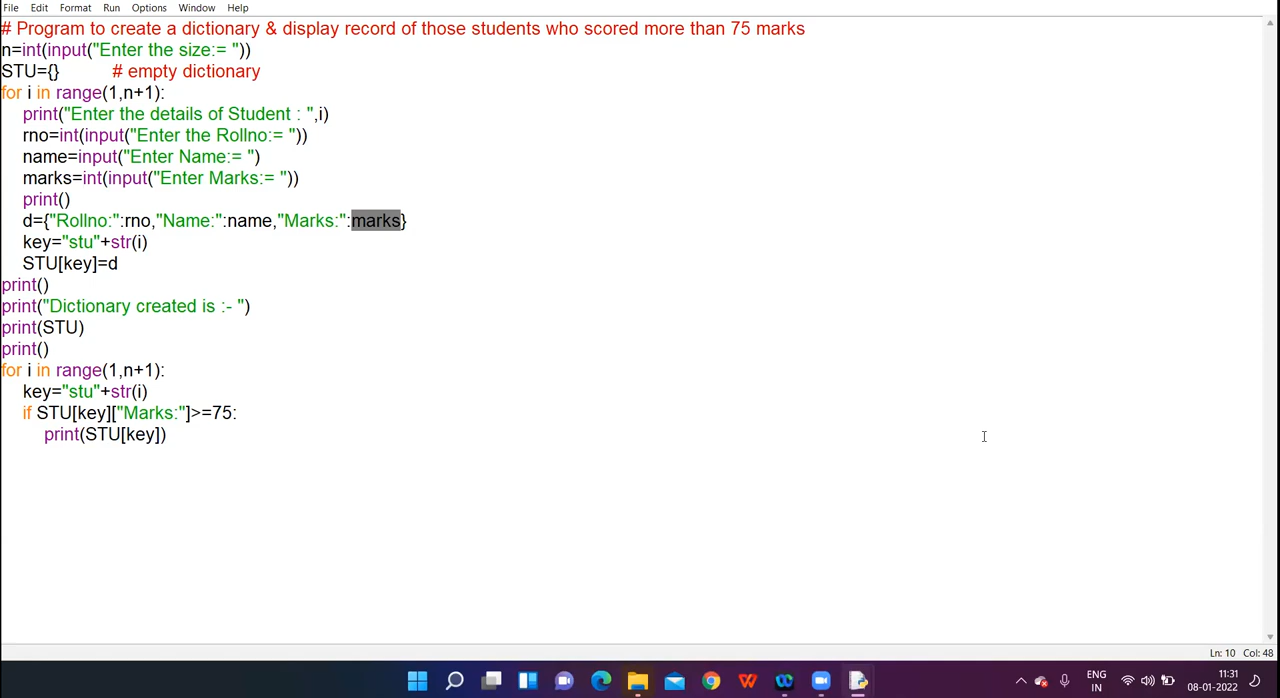 File Edit Format Run Options Window Help
# Program to create a dictionary & display record of those students who scored more than 75 marks
n=int(input("Enter the size:= "))
STU={} # empty dictionary
for i in range(1,n+1):
    print("Enter the details of Student : ",i)
    rno=int(input("Enter the Rollno:= "))
    name=input("Enter Name:= ")
    marks=int(input("Enter Marks:= "))
    print()
    d={"Rollno:":rno,"Name:":name,"Marks:":marks}
    key="stu"+str(i)
    STU[key]=d
print()
print("Dictionary created is :- ")
print(STU)
print()
for i in range(1,n+1):
    key="stu"+str(i)
    if STU[key]["Marks:"]>=75:
        print(STU[key])
Ln: 10 Col: 48
ENG 11:31
IN 08-01-2022